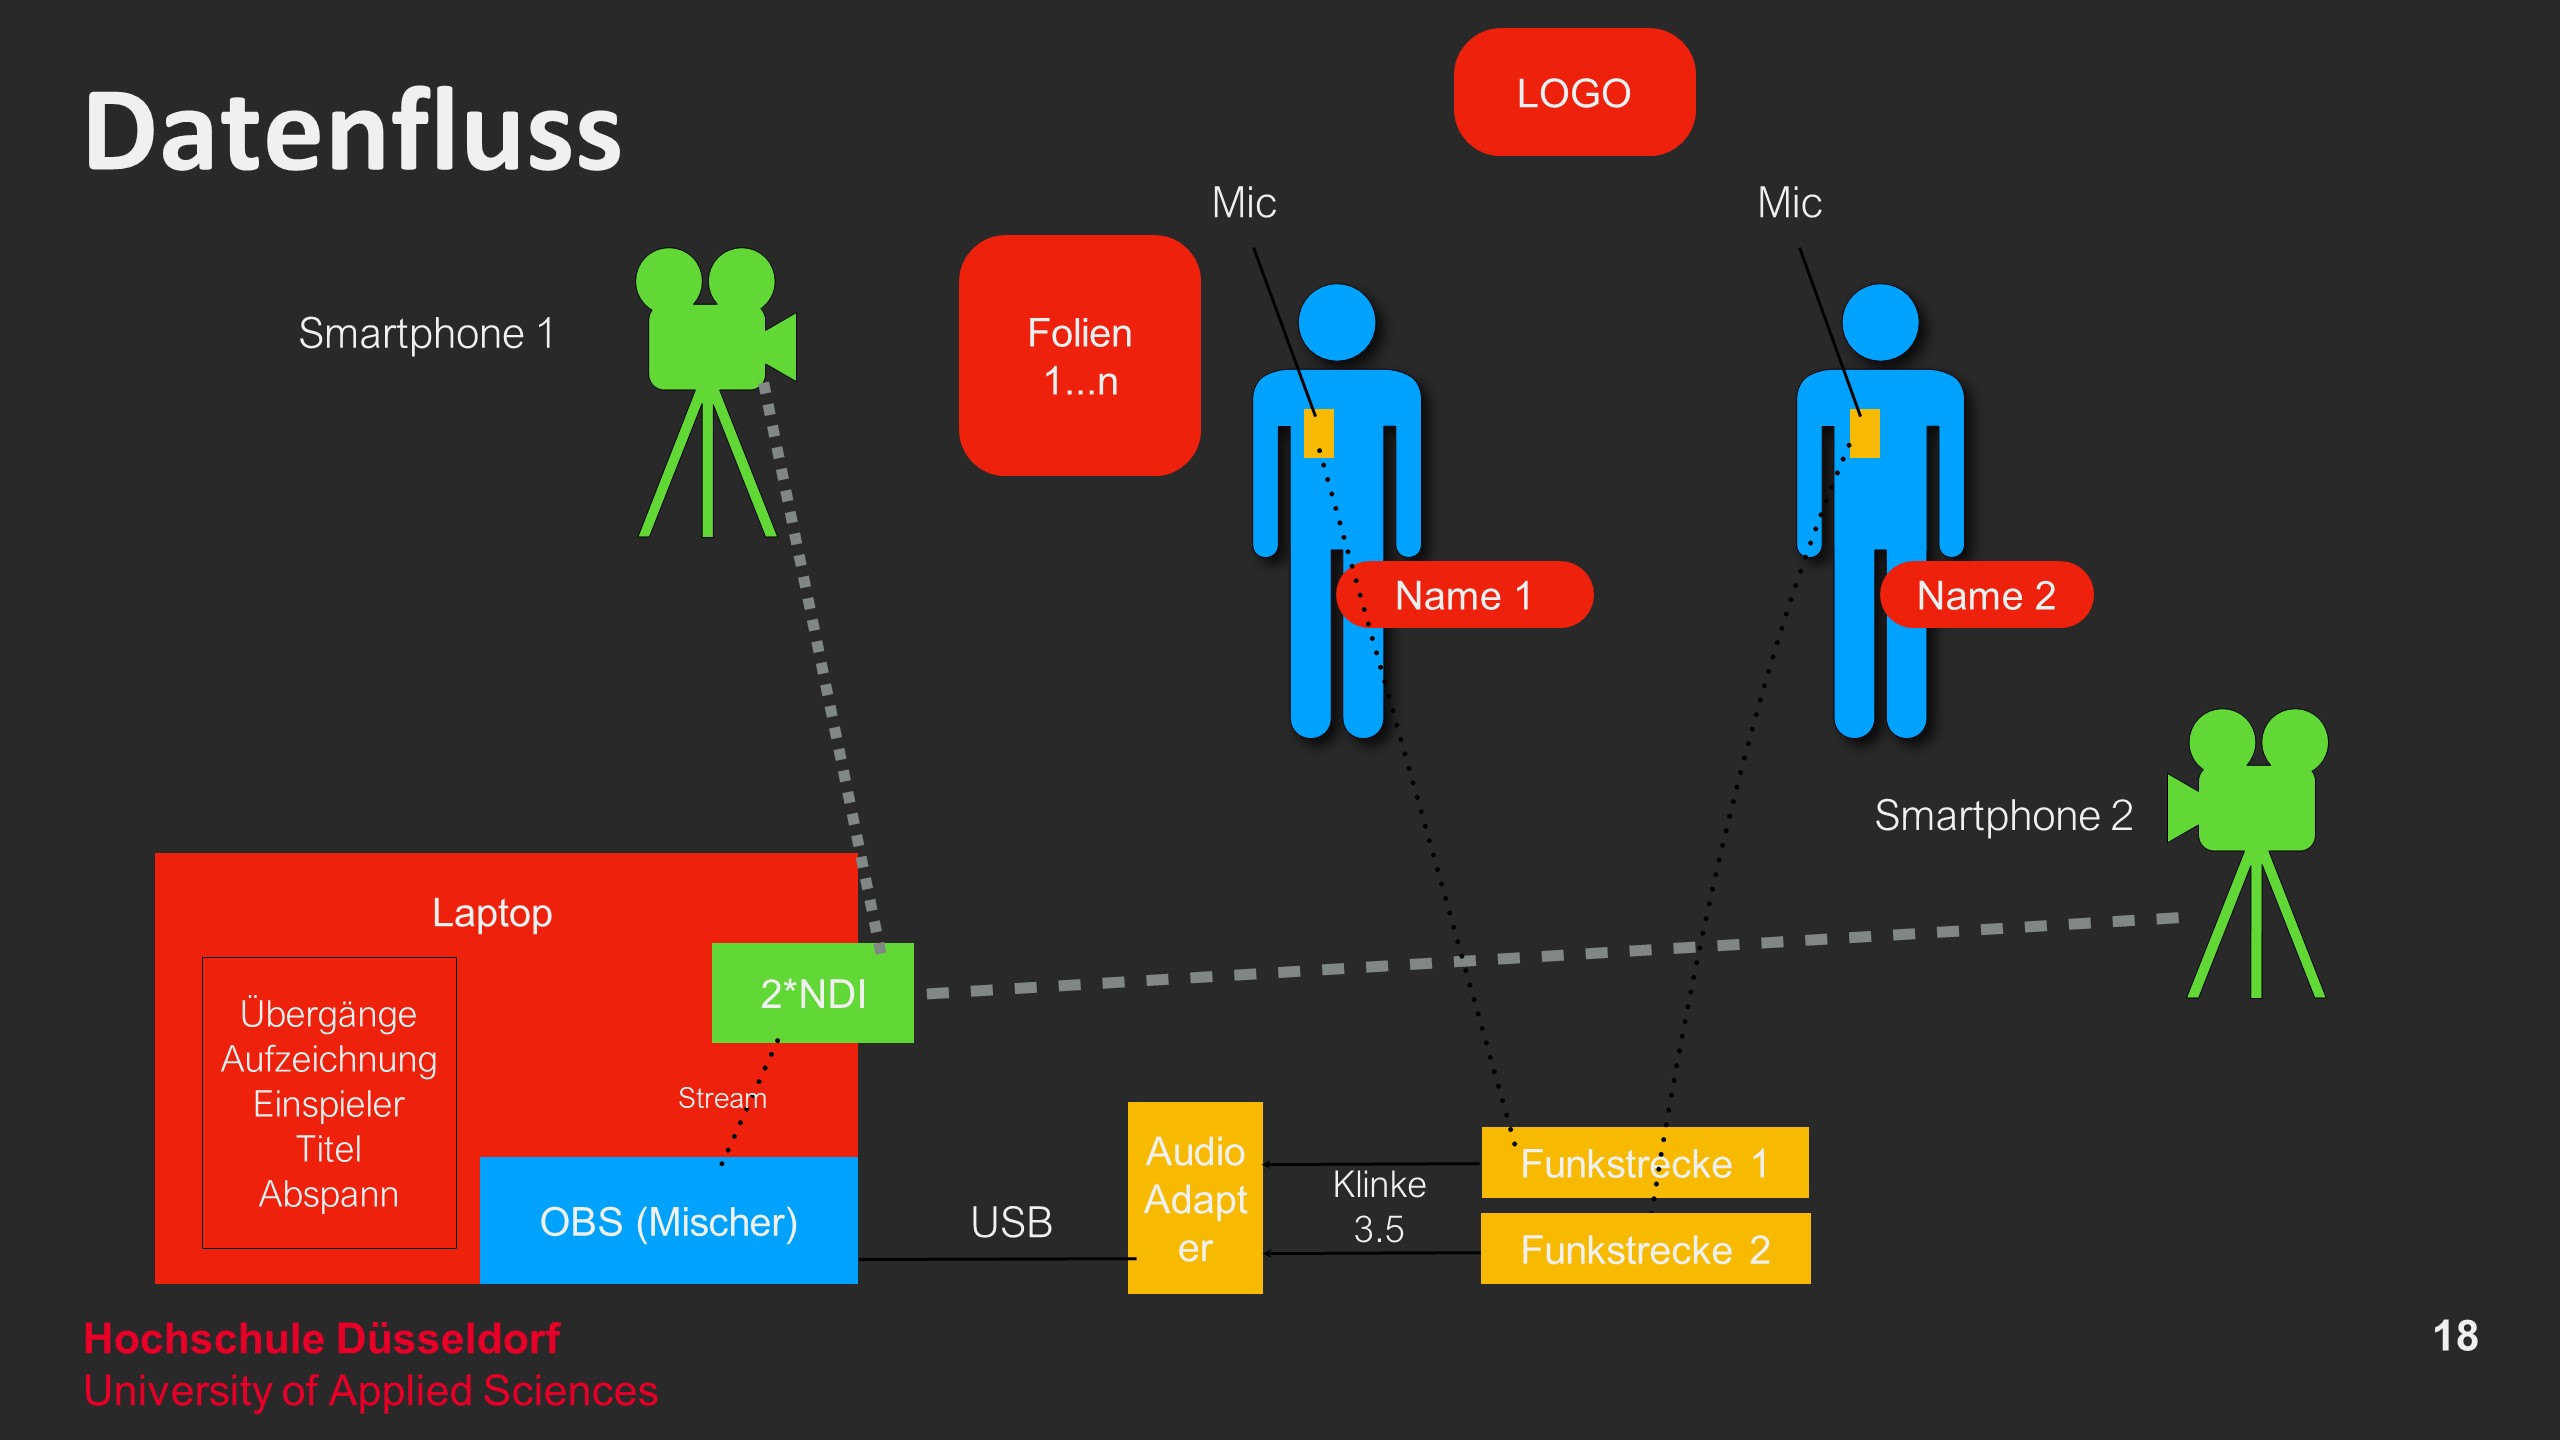 Datenfluss
LOGO
Mic
Mic
Smartphone 1
Folien
1...n
Name 1
Name 2
Smartphone 2
Laptop
2*NDI
Übergänge
Aufzeichnung
Einspieler
Titel
Abspann
Stream
OBS (Mischer)
USB
Audio
Adapt
er
Klinke
3.5
Funkstrecke 1
Funkstrecke 2
Hochschule Düsseldorf
University of Applied Sciences
18